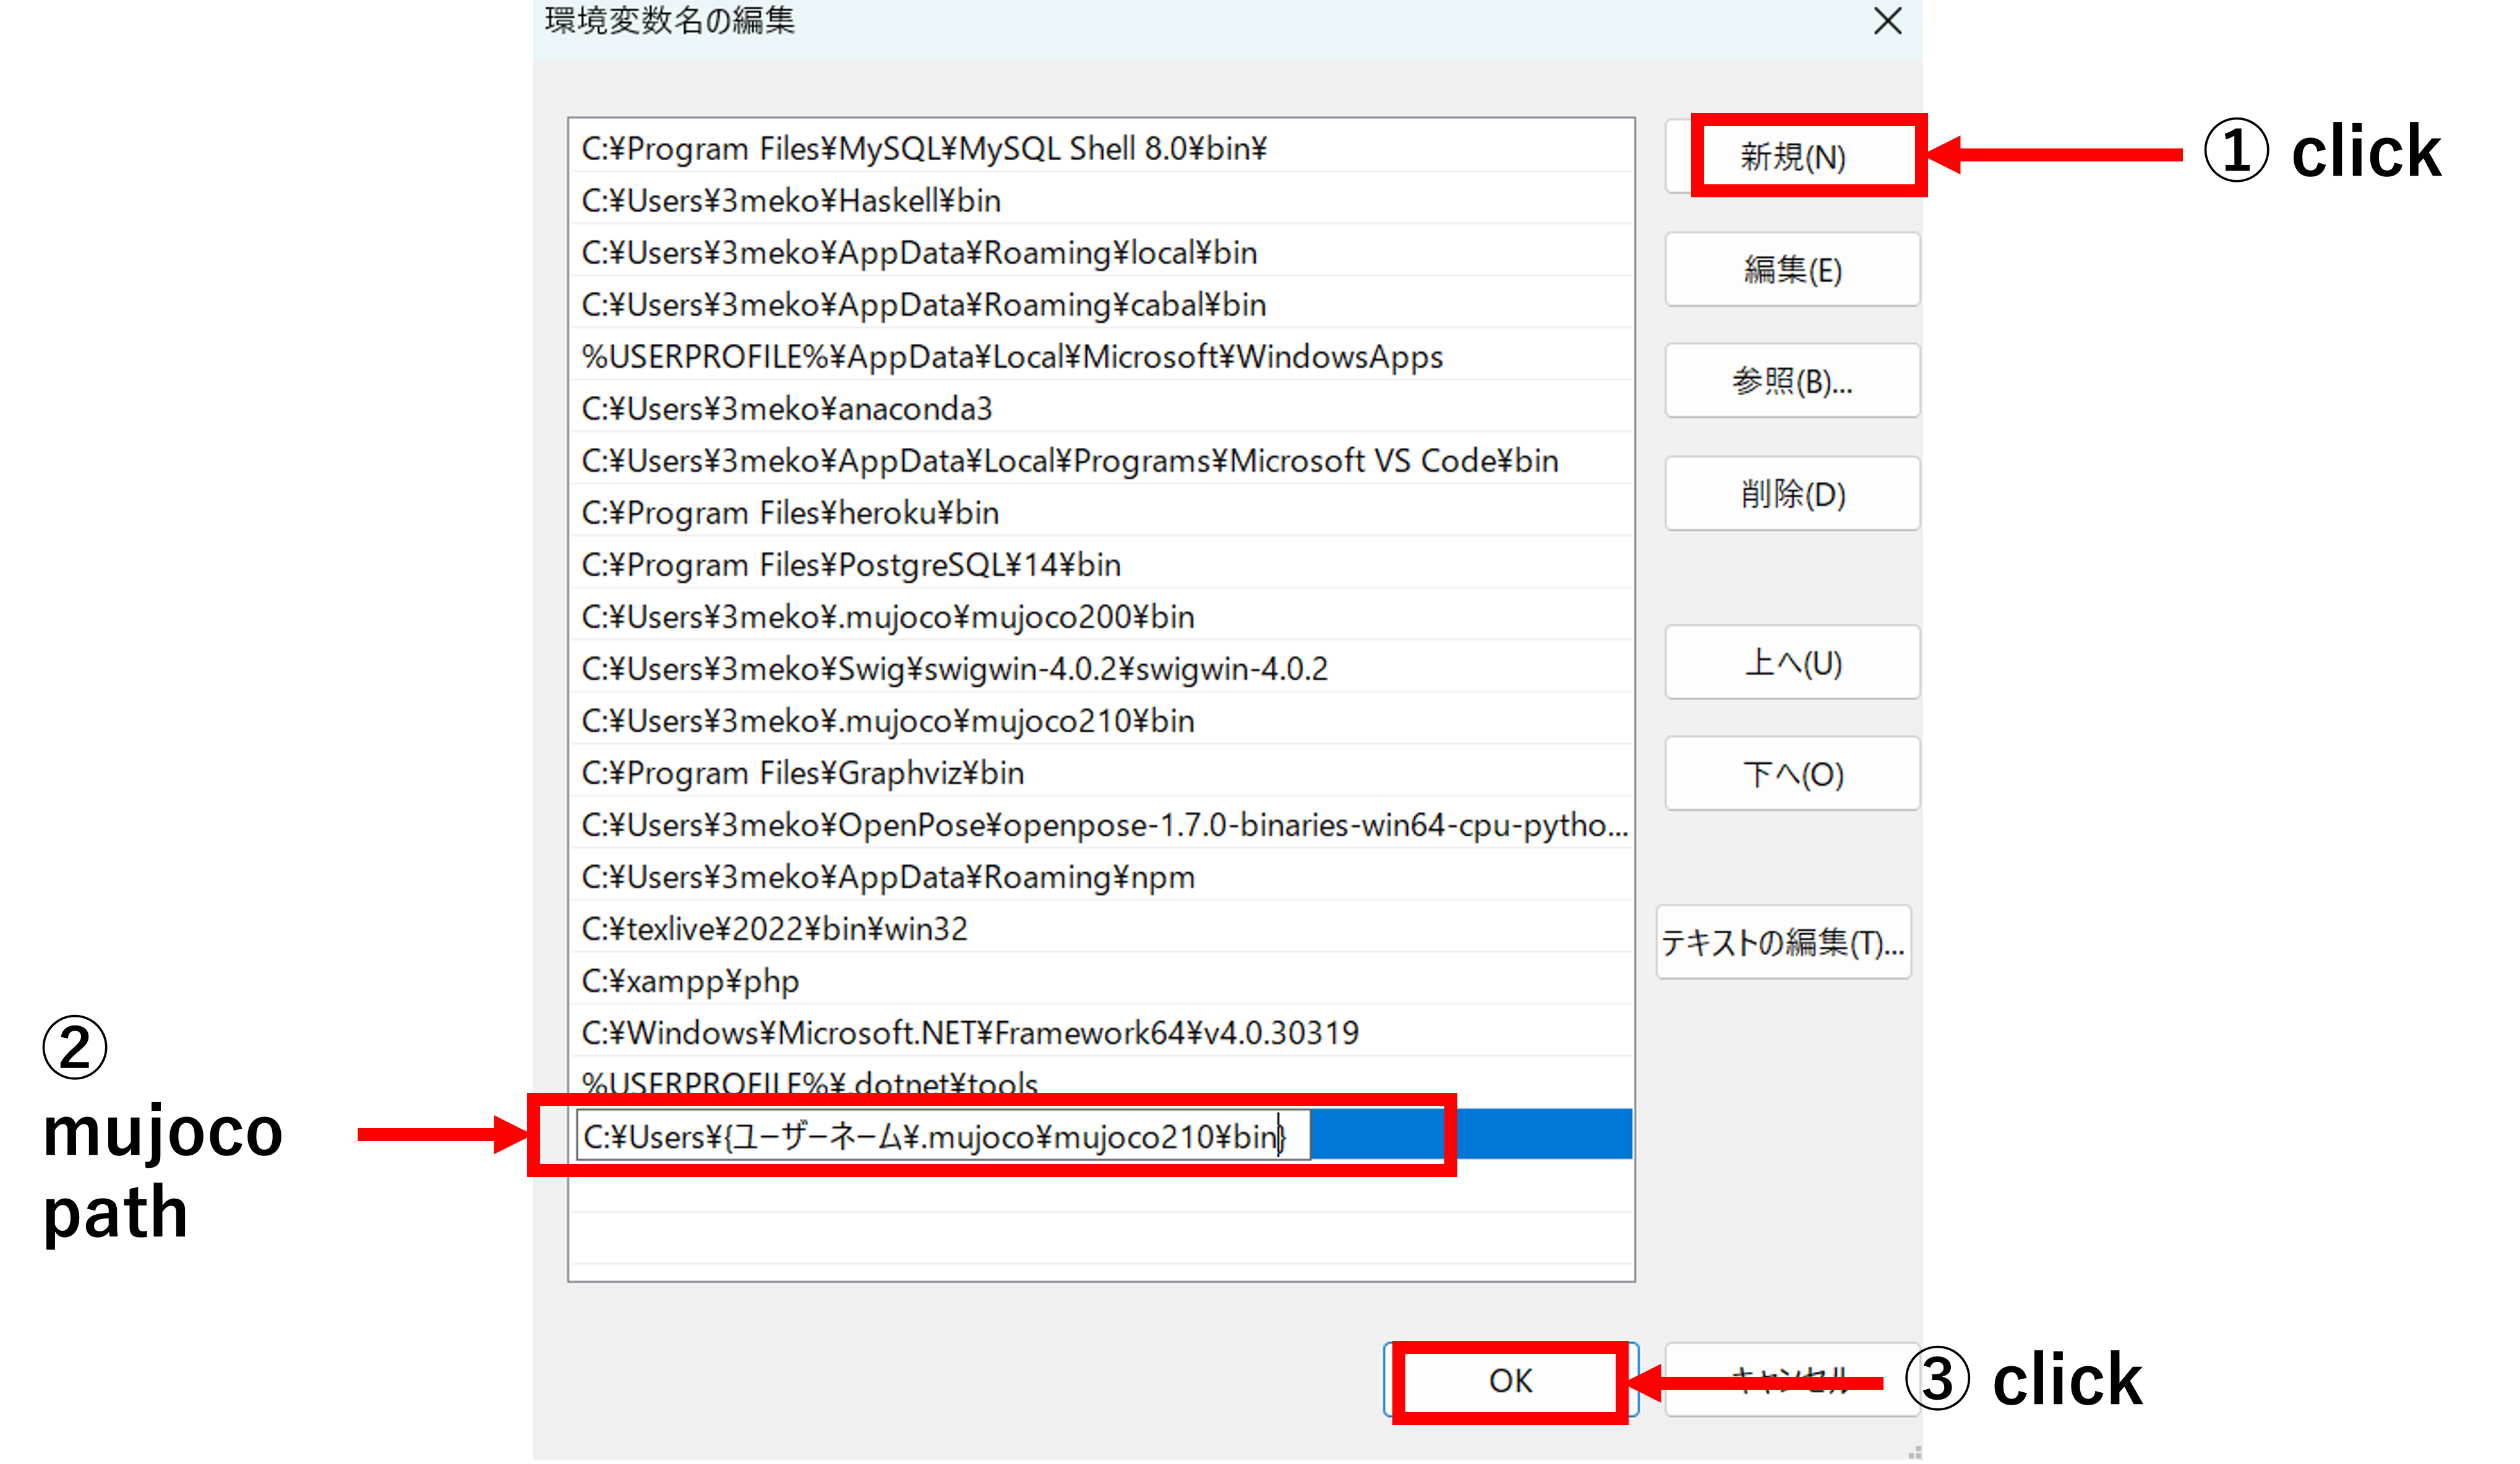 環境変数名の編集
C:¥Program Files¥MySQL¥MySQL Shell 8.0¥bin¥
C:¥Users¥3meko¥Haskell¥bin
C:¥Users¥3meko¥AppData¥Roaming¥local¥bin
C:¥Users¥3meko¥AppData¥Roaming¥cabal¥bin
%USERPROFILE%¥AppData¥Local¥Microsoft¥WindowsApps
C:¥Users¥3meko¥anaconda3
C:¥Users¥3meko¥AppData¥Local¥Programs¥Microsoft VS Code¥bin
C:¥Program Files¥heroku¥bin
C:¥Program Files¥PostgreSQL¥14¥bin
C:¥Users¥3meko¥.mujoco¥mujoco200¥bin
C:¥Users¥3meko¥Swig¥swigwin-4.0.2¥swigwin-4.0.2
C:¥Users¥3meko¥.mujoco¥mujoco210¥bin
C:¥Program Files¥Graphviz¥bin
C:¥Users¥3meko¥OpenPose¥openpose-1.7.0-binaries-win64-cpu-pytho...
C:¥Users¥3meko¥AppData¥Roaming¥npm
C:¥texlive¥2022¥bin¥win32
C:¥xampp¥php
C:¥Windows¥Microsoft.NET¥Framework64¥v4.0.30319
%USERPROFILE%¥.dotnet¥tools
C:¥Users¥{ユーザーネーム¥.mujoco¥mujoco210¥bin}
新規(N)
編集(E)
参照(B)...
削除(D)
上へ(U)
下へ(O)
テキストの編集(T)...
OK
キャンセル
① click
②
mujoco
path
③ click